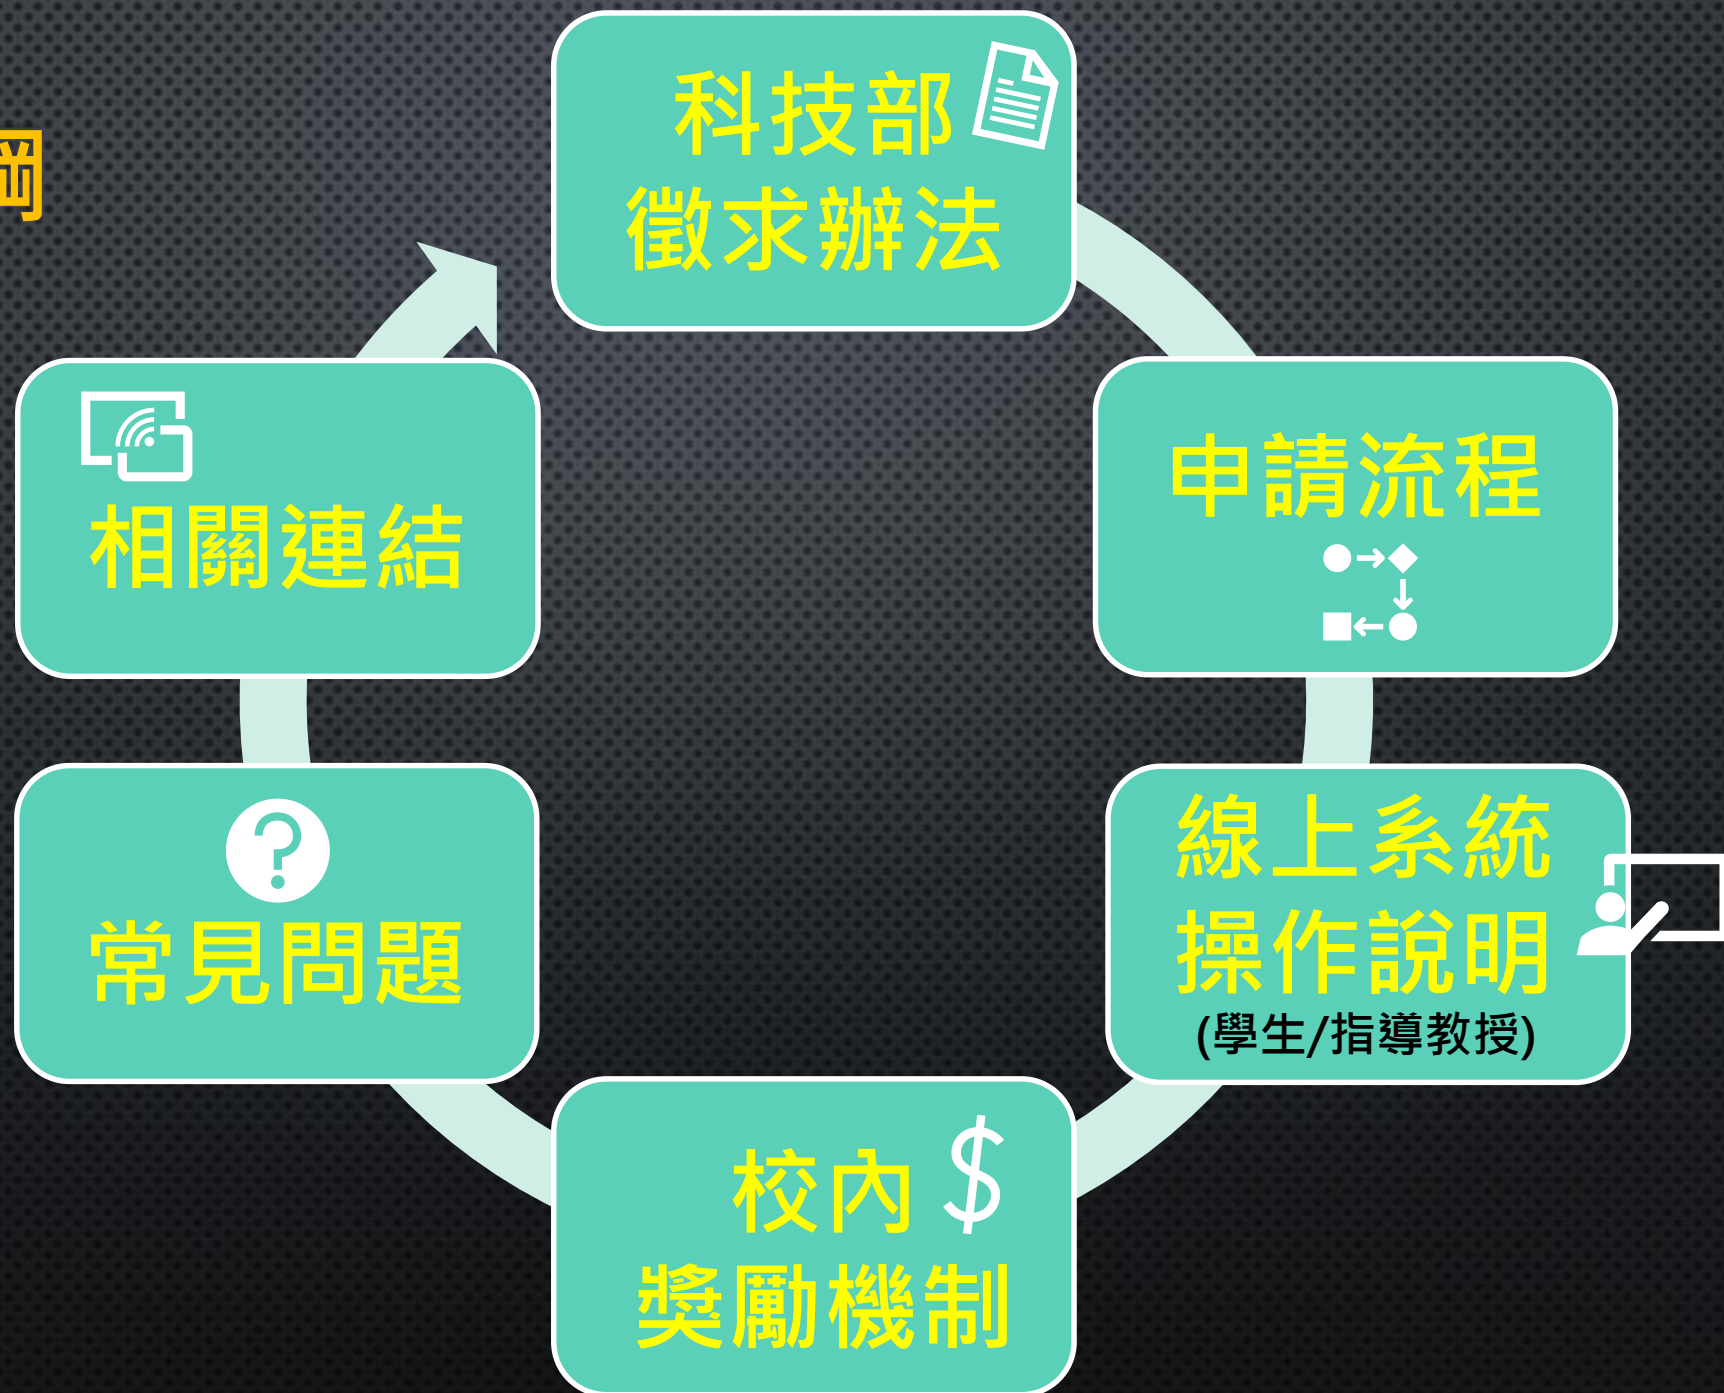 綱
科技部
徵求辦法
申請流程
線上系統
操作說明
(學生/指導教授)
校內
獎勵機制
常見問題
相關連結